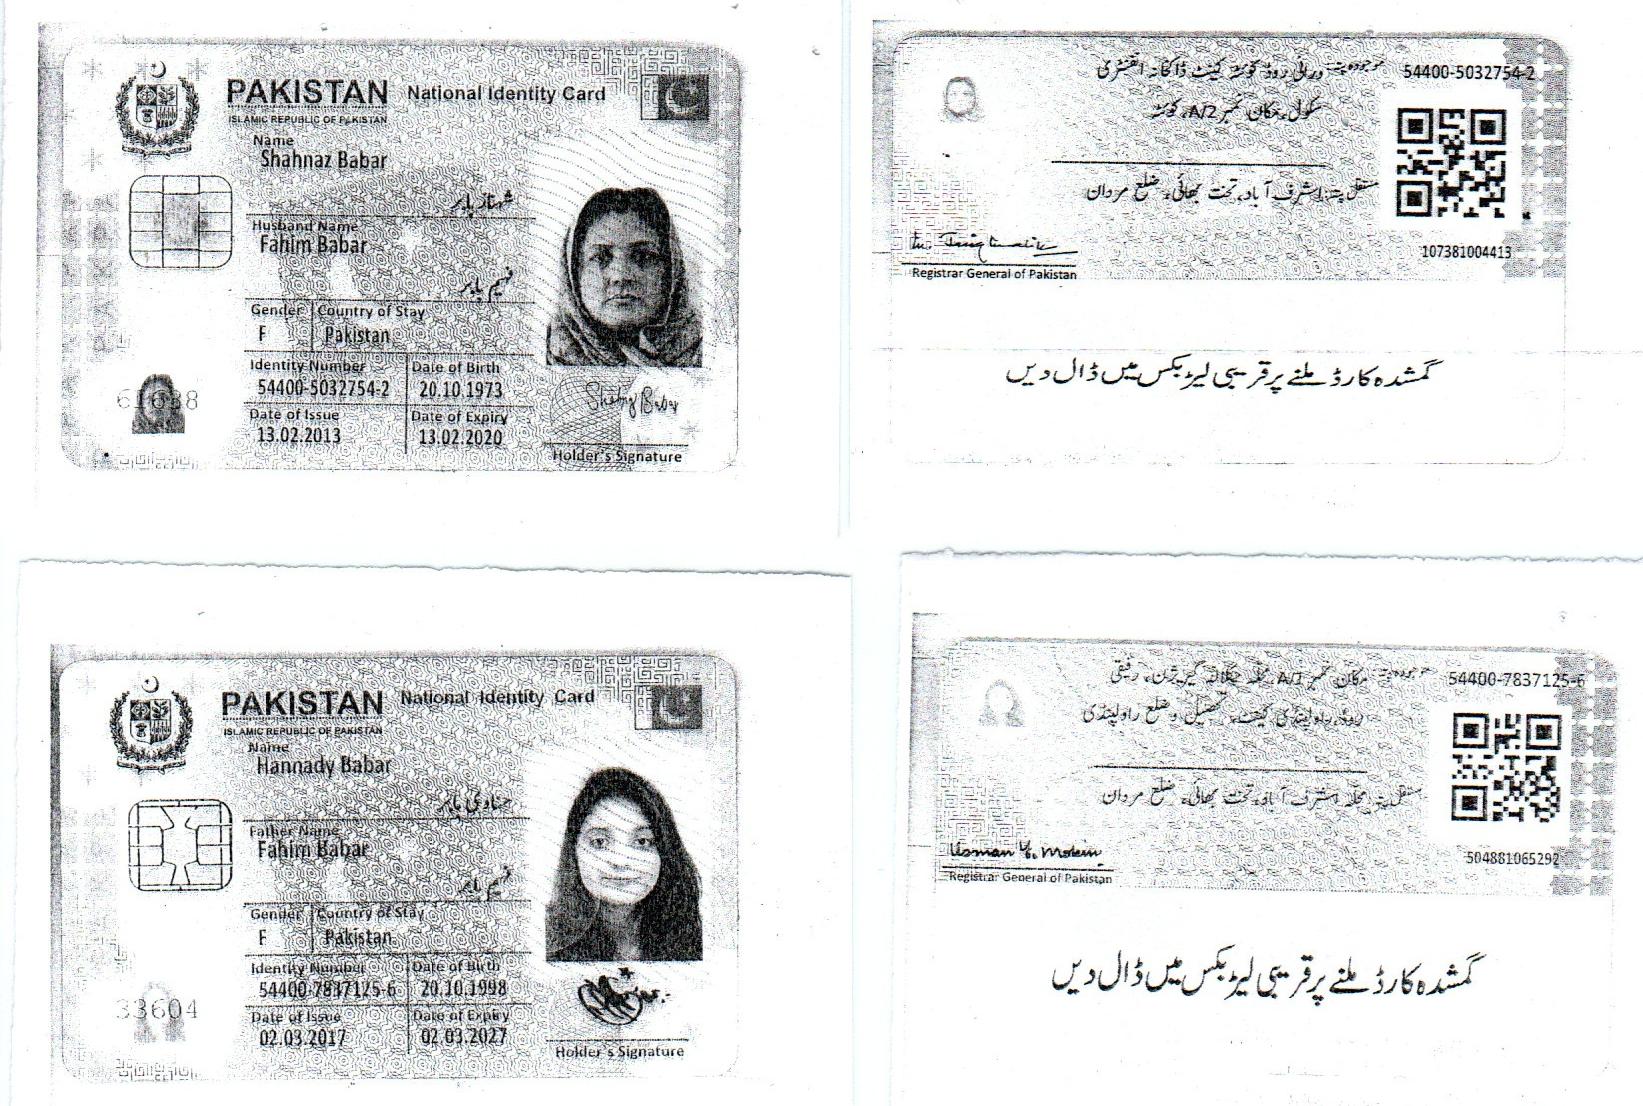 PAKISTAN National Identity Card
ISLAMIC REPUBLIC OF PAKISTAN
Name
Shahnaz Babar
شہناز بابر
Husband Name
Fahim Babar
فہیم بابر
Gender Country of Stay
F Pakistan
Identity Number Date of Birth
54400-5032754-2 20.10.1973
Date of Issue Date of Expiry
13.02.2013 13.02.2020
Holder's Signature
54400-5032754-2
موجودہ پتہ: روڈ کوئٹہ کینٹ ڈاکخانہ انفنٹری
سکول، مکان نمبر A/2، کوئٹہ
مستقل پتہ: اشرف آباد، تخت بھائی، ضلع مردان
107381004413
Registrar General of Pakistan
گمشدہ کارڈ ملنے پر قریبی لیٹر بکس میں ڈال دیں
PAKISTAN National Identity Card
ISLAMIC REPUBLIC OF PAKISTAN
Name
Hannady Babar
حنادی بابر
Father Name
Fahim Babar
فہیم بابر
Gender Country of Stay
F Pakistan
Identity Number Date of Birth
54400-7837125-6 20.10.1998
33604
Date of Issue Date of Expiry
02.03.2017 02.03.2027
Holder's Signature
54400-7837125-6
موجودہ پتہ: مکان نمبر A/1، محلہ گیریژن، رفیقی
روڈ، راولپنڈی کینٹ، تحصیل و ضلع راولپنڈی
مستقل پتہ: محلہ اشرف آباد، تخت بھائی، ضلع مردان
504881065292
Usman Y. Mobin
Registrar General of Pakistan
گمشدہ کارڈ ملنے پر قریبی لیٹر بکس میں ڈال دیں